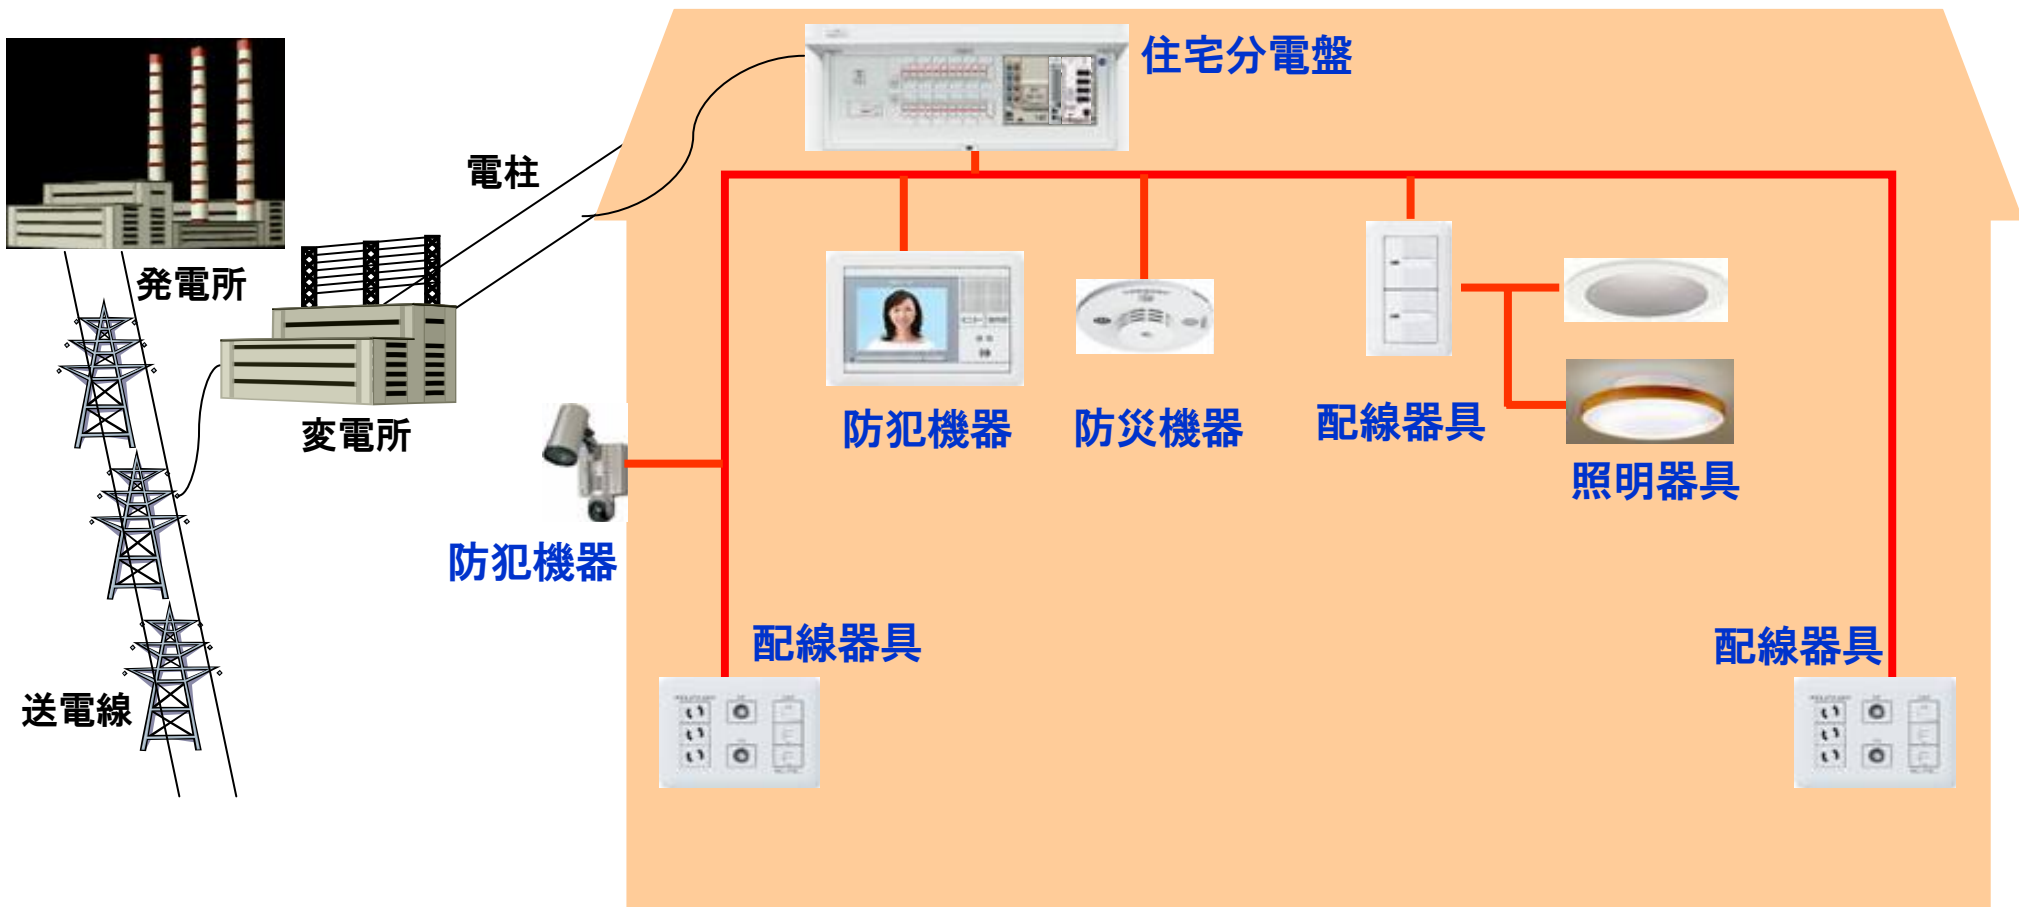 住宅分電盤
電柱
発電所
変電所
防犯機器
防災機器
配線器具
照明器具
防犯機器
配線器具
配線器具
送電線